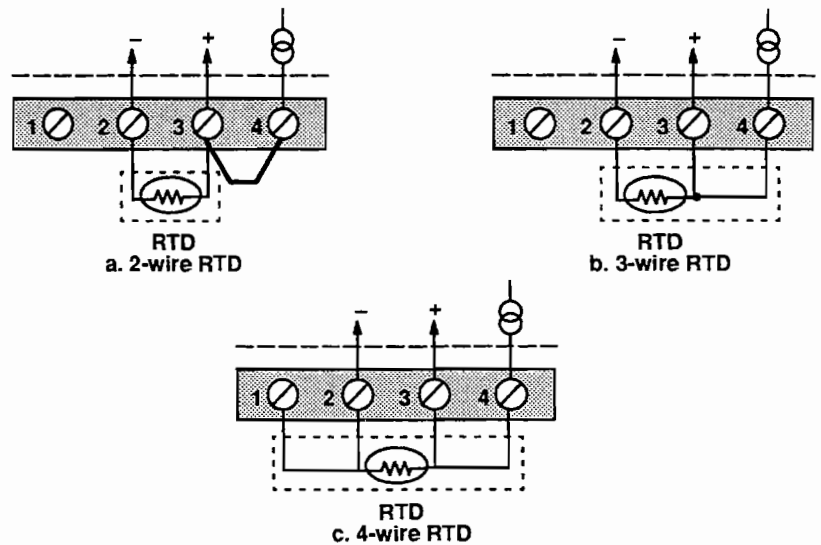 - +
1 2 3 4
RTD
a. 2-wire RTD
- +
1 2 3 4
RTD
b. 3-wire RTD
- +
1 2 3 4
RTD
c. 4-wire RTD